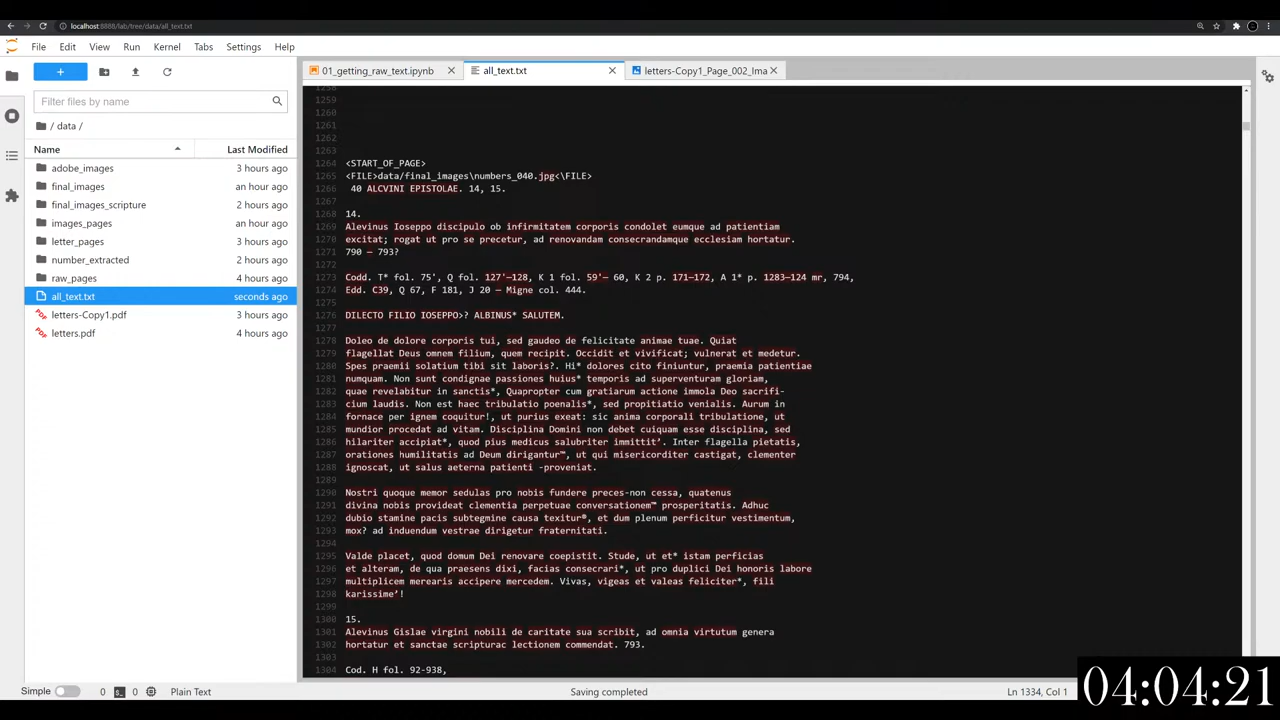 localhost:8888/lab/tree/data/all_text.txt
File Edit View Run Kernel Tabs Settings Help
+
01_getting_raw_text.ipynb
all_text.txt
letters-Copy1_Page_002_Ima
Filter files by name
/ data /
Name Last Modified
adobe_images 3 hours ago
final_images an hour ago
final_images_scripture 2 hours ago
images_pages an hour ago
letter_pages 3 hours ago
number_extracted 2 hours ago
raw_pages 4 hours ago
all_text.txt seconds ago
letters-Copy1.pdf 3 hours ago
letters.pdf 4 hours ago
1258
1259
1260
1261
1262
1263
1264 <START_OF_PAGE>
1265 <FILE>data/final_images\numbers_040.jpg<\FILE>
1266 40 ALCVINI EPISTOLAE. 14, 15.
1267
1268 14.
1269 Alevinus Ioseppo discipulo ob infirmitatem corporis condolet eumque ad patientiam
1270 excitat; rogat ut pro se precetur, ad renovandam consecrandamque ecclesiam hortatur.
1271 790 — 793?
1272
1273 Codd. T* fol. 75', Q fol. 127'—128, K 1 fol. 59'— 60, K 2 p. 171—172, A 1* p. 1283—124 mr, 794,
1274 Edd. C39, Q 67, F 181, J 20 — Migne col. 444.
1275
1276 DILECTO FILIO IOSEPPO>? ALBINUS* SALUTEM.
1277
1278 Doleo de dolore corporis tui, sed gaudeo de felicitate animae tuae. Quiat
1279 flagellat Deus omnem filium, quem recipit. Occidit et vivificat; vulnerat et medetur.
1280 Spes praemii solatium tibi sit laboris?. Hi* dolores cito finiuntur, praemia patientiae
1281 numquam. Non sunt condignae passiones huius* temporis ad superventuram gloriam,
1282 quae revelabitur in sanctis*, Quapropter cum gratiarum actione immola Deo sacrifi-
1283 cium laudis. Non est haec tribulatio poenalis*, sed propitiatio venialis. Aurum in
1284 fornace per ignem coquitur!, ut purius exeat: sic anima corporali tribulatione, ut
1285 mundior procedat ad vitam. Disciplina Domini non debet cuiquam esse disciplina, sed
1286 hilariter accipiat*, quod pius medicus salubriter immittit'. Inter flagella pietatis,
1287 orationes humilitatis ad Deum dirigantur™, ut qui misericorditer castigat, clementer
1288 ignoscat, ut salus aeterna patienti -proveniat.
1289
1290 Nostri quoque memor sedulas pro nobis fundere preces-non cessa, quatenus
1291 divina nobis provideat clementia perpetuae conversationem™ prosperitatis. Adhuc
1292 dubio stamine pacis subtegmine causa texitur®, et dum plenum perficitur vestimentum,
1293 mox? ad induendum vestrae dirigetur fraternitati.
1294
1295 Valde placet, quod domum Dei renovare coepistit. Stude, ut et* istam perficias
1296 et alteram, de qua praesens dixi, facias consecrari*, ut pro duplici Dei honoris labore
1297 multiplicem merearis accipere mercedem. Vivas, vigeas et valeas feliciter*, fili
1298 karissime’!
1299
1300 15.
1301 Alevinus Gislae virgini nobili de caritate sua scribit, ad omnia virtutum genera
1302 hortatur et sanctae scripturac lectionem commendat. 793.
1303
1304 Cod. H fol. 92-938,
Simple 0 0 Plain Text Saving completed Ln 1334, Col 1
04:04:21